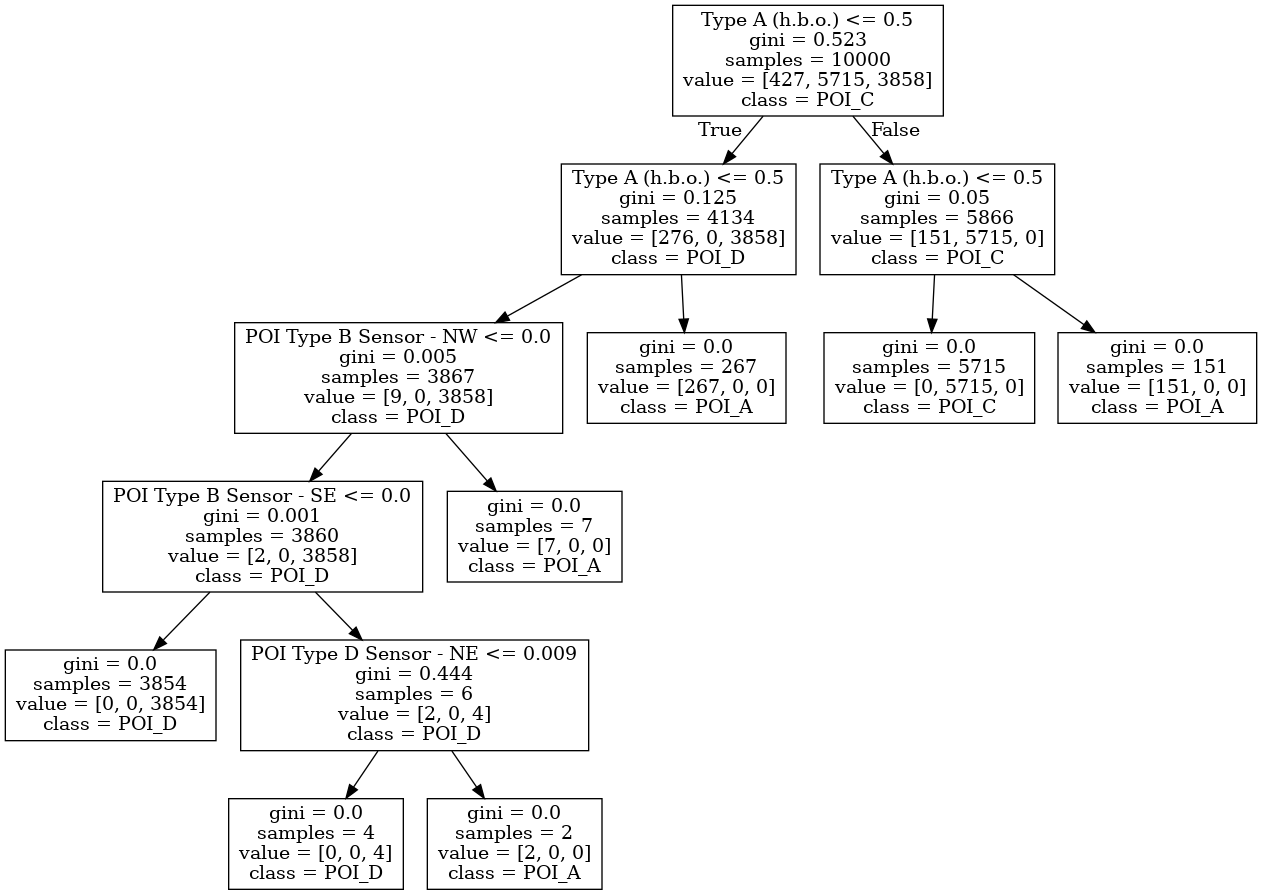 Type A (h.b.o.) <= 0.5
gini = 0.523
samples = 10000
value = [427, 5715, 3858]
class = POI_C
True
False
Type A (h.b.o.) <= 0.5
gini = 0.125
samples = 4134
value = [276, 0, 3858]
class = POI_D
Type A (h.b.o.) <= 0.5
gini = 0.05
samples = 5866
value = [151, 5715, 0]
class = POI_C
POI Type B Sensor - NW <= 0.0
gini = 0.005
samples = 3867
value = [9, 0, 3858]
class = POI_D
gini = 0.0
samples = 267
value = [267, 0, 0]
class = POI_A
gini = 0.0
samples = 5715
value = [0, 5715, 0]
class = POI_C
gini = 0.0
samples = 151
value = [151, 0, 0]
class = POI_A
POI Type B Sensor - SE <= 0.0
gini = 0.001
samples = 3860
value = [2, 0, 3858]
class = POI_D
gini = 0.0
samples = 7
value = [7, 0, 0]
class = POI_A
gini = 0.0
samples = 3854
value = [0, 0, 3854]
class = POI_D
POI Type D Sensor - NE <= 0.009
gini = 0.444
samples = 6
value = [2, 0, 4]
class = POI_D
gini = 0.0
samples = 4
value = [0, 0, 4]
class = POI_D
gini = 0.0
samples = 2
value = [2, 0, 0]
class = POI_A